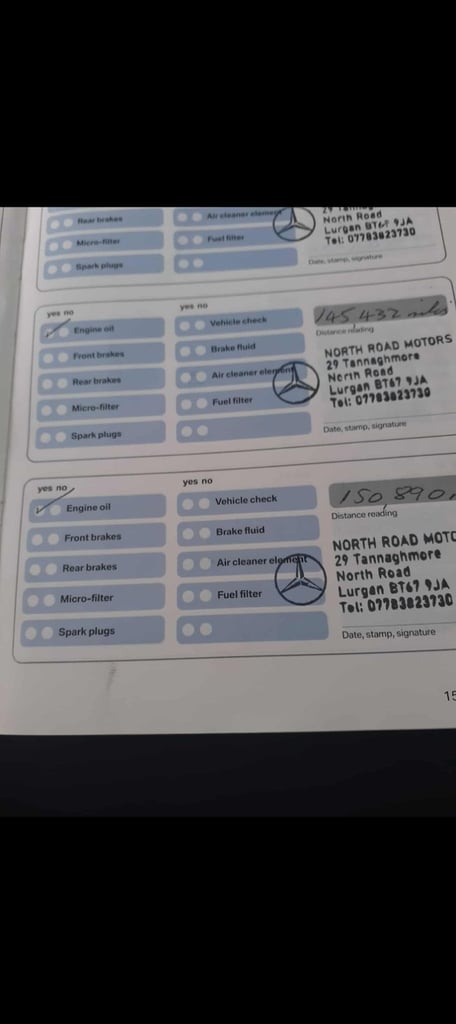 Rear brakes
Air cleaner element
North Road
Micro-filter
Fuel filter
Lurgan BT67 9JA
Tel: 07783823730
Spark plugs
Date, stamp, signature
yes no
yes no
145,432 miles
Engine oil
Vehicle check
Distance reading
Front brakes
Brake fluid
NORTH ROAD MOTORS
29 Tannaghmore
Rear brakes
Air cleaner element
North Road
Lurgan BT67 9JA
Micro-filter
Fuel filter
Tel: 07783823730
Spark plugs
Date, stamp, signature
yes no
yes no
150,890
Engine oil
Vehicle check
Distance reading
Front brakes
Brake fluid
NORTH ROAD MOTO
29 Tannaghmore
Rear brakes
Air cleaner element
North Road
Lurgan BT67 9JA
Micro-filter
Fuel filter
Tel: 07783823730
Spark plugs
Date, stamp, signature
15